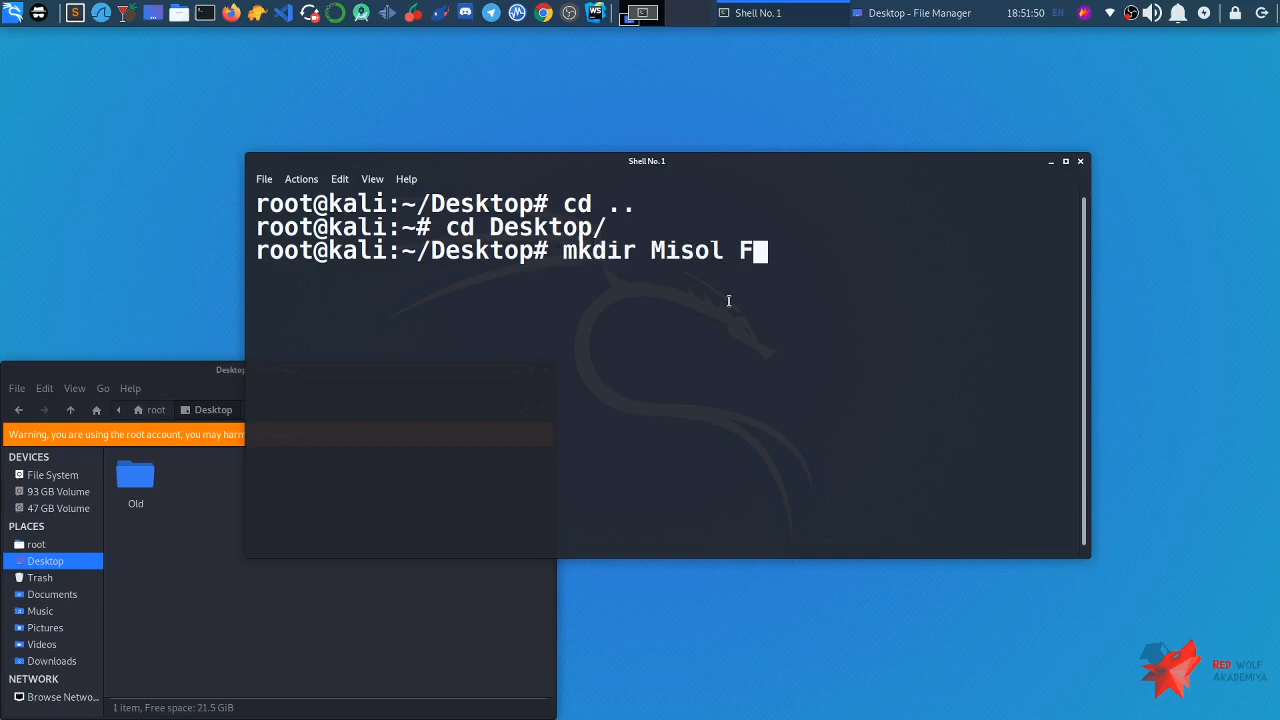 Shell No. 1
Desktop - File Manager
18:51:50
EN
Shell No. 1
File Actions Edit View Help
root@kali:~/Desktop# cd ..
root@kali:~# cd Desktop/
root@kali:~/Desktop# mkdir Misol F
File Edit View Go Help
root
Desktop
Warning, you are using the root account, you may harm
DEVICES
File System
93 GB Volume
47 GB Volume
PLACES
root
Desktop
Trash
Documents
Music
Pictures
Videos
Downloads
NETWORK
Browse Netwo...
Old
1 item, Free space: 21.5 GiB
RED WOLF
AKADEMIYA